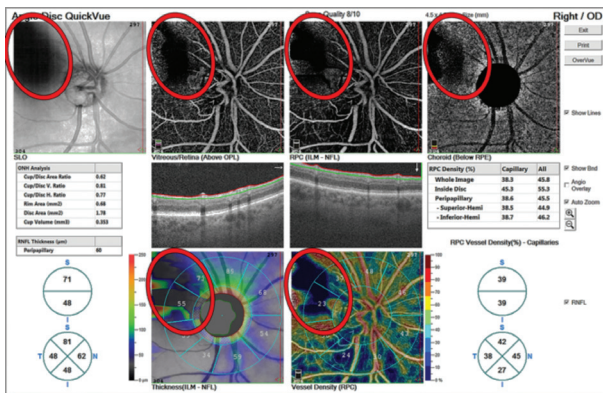 Angio Disc QuickVue
Quality 8/10
Size (mm)
Right / OD
Exit
Print
OverVue
Show Lines
SLO
Vitreous/Retina (Above OPL)
RPC (ILM - NFL)
Choroid (Below RPE)
ONH Analysis
Cup/Disc Area Ratio 0.62
Cup/Disc V. Ratio 0.81
Cup/Disc H. Ratio 0.77
Rim Area (mm2) 0.68
Disc Area (mm2) 1.78
Cup Volume (mm3) 0.353
RNFL Thickness (µm)
Peripapillary 60
RPC Density (%) Capillary All
Whole Image 38.3 45.8
Inside Disc 45.3 55.3
Peripapillary 38.6 45.5
- Superior-Hemi 38.5 44.9
- Inferior-Hemi 38.7 46.2
Show Bnd
Angio
Overlay
Auto Zoom
RPC Vessel Density(%) - Capillaries
RNFL
S
71
48
I
S
81
T 48 62 N
48
I
S
39
39
I
S
42
T 38 45 N
27
I
Thickness(ILM - NFL)
Vessel Density (RPC)